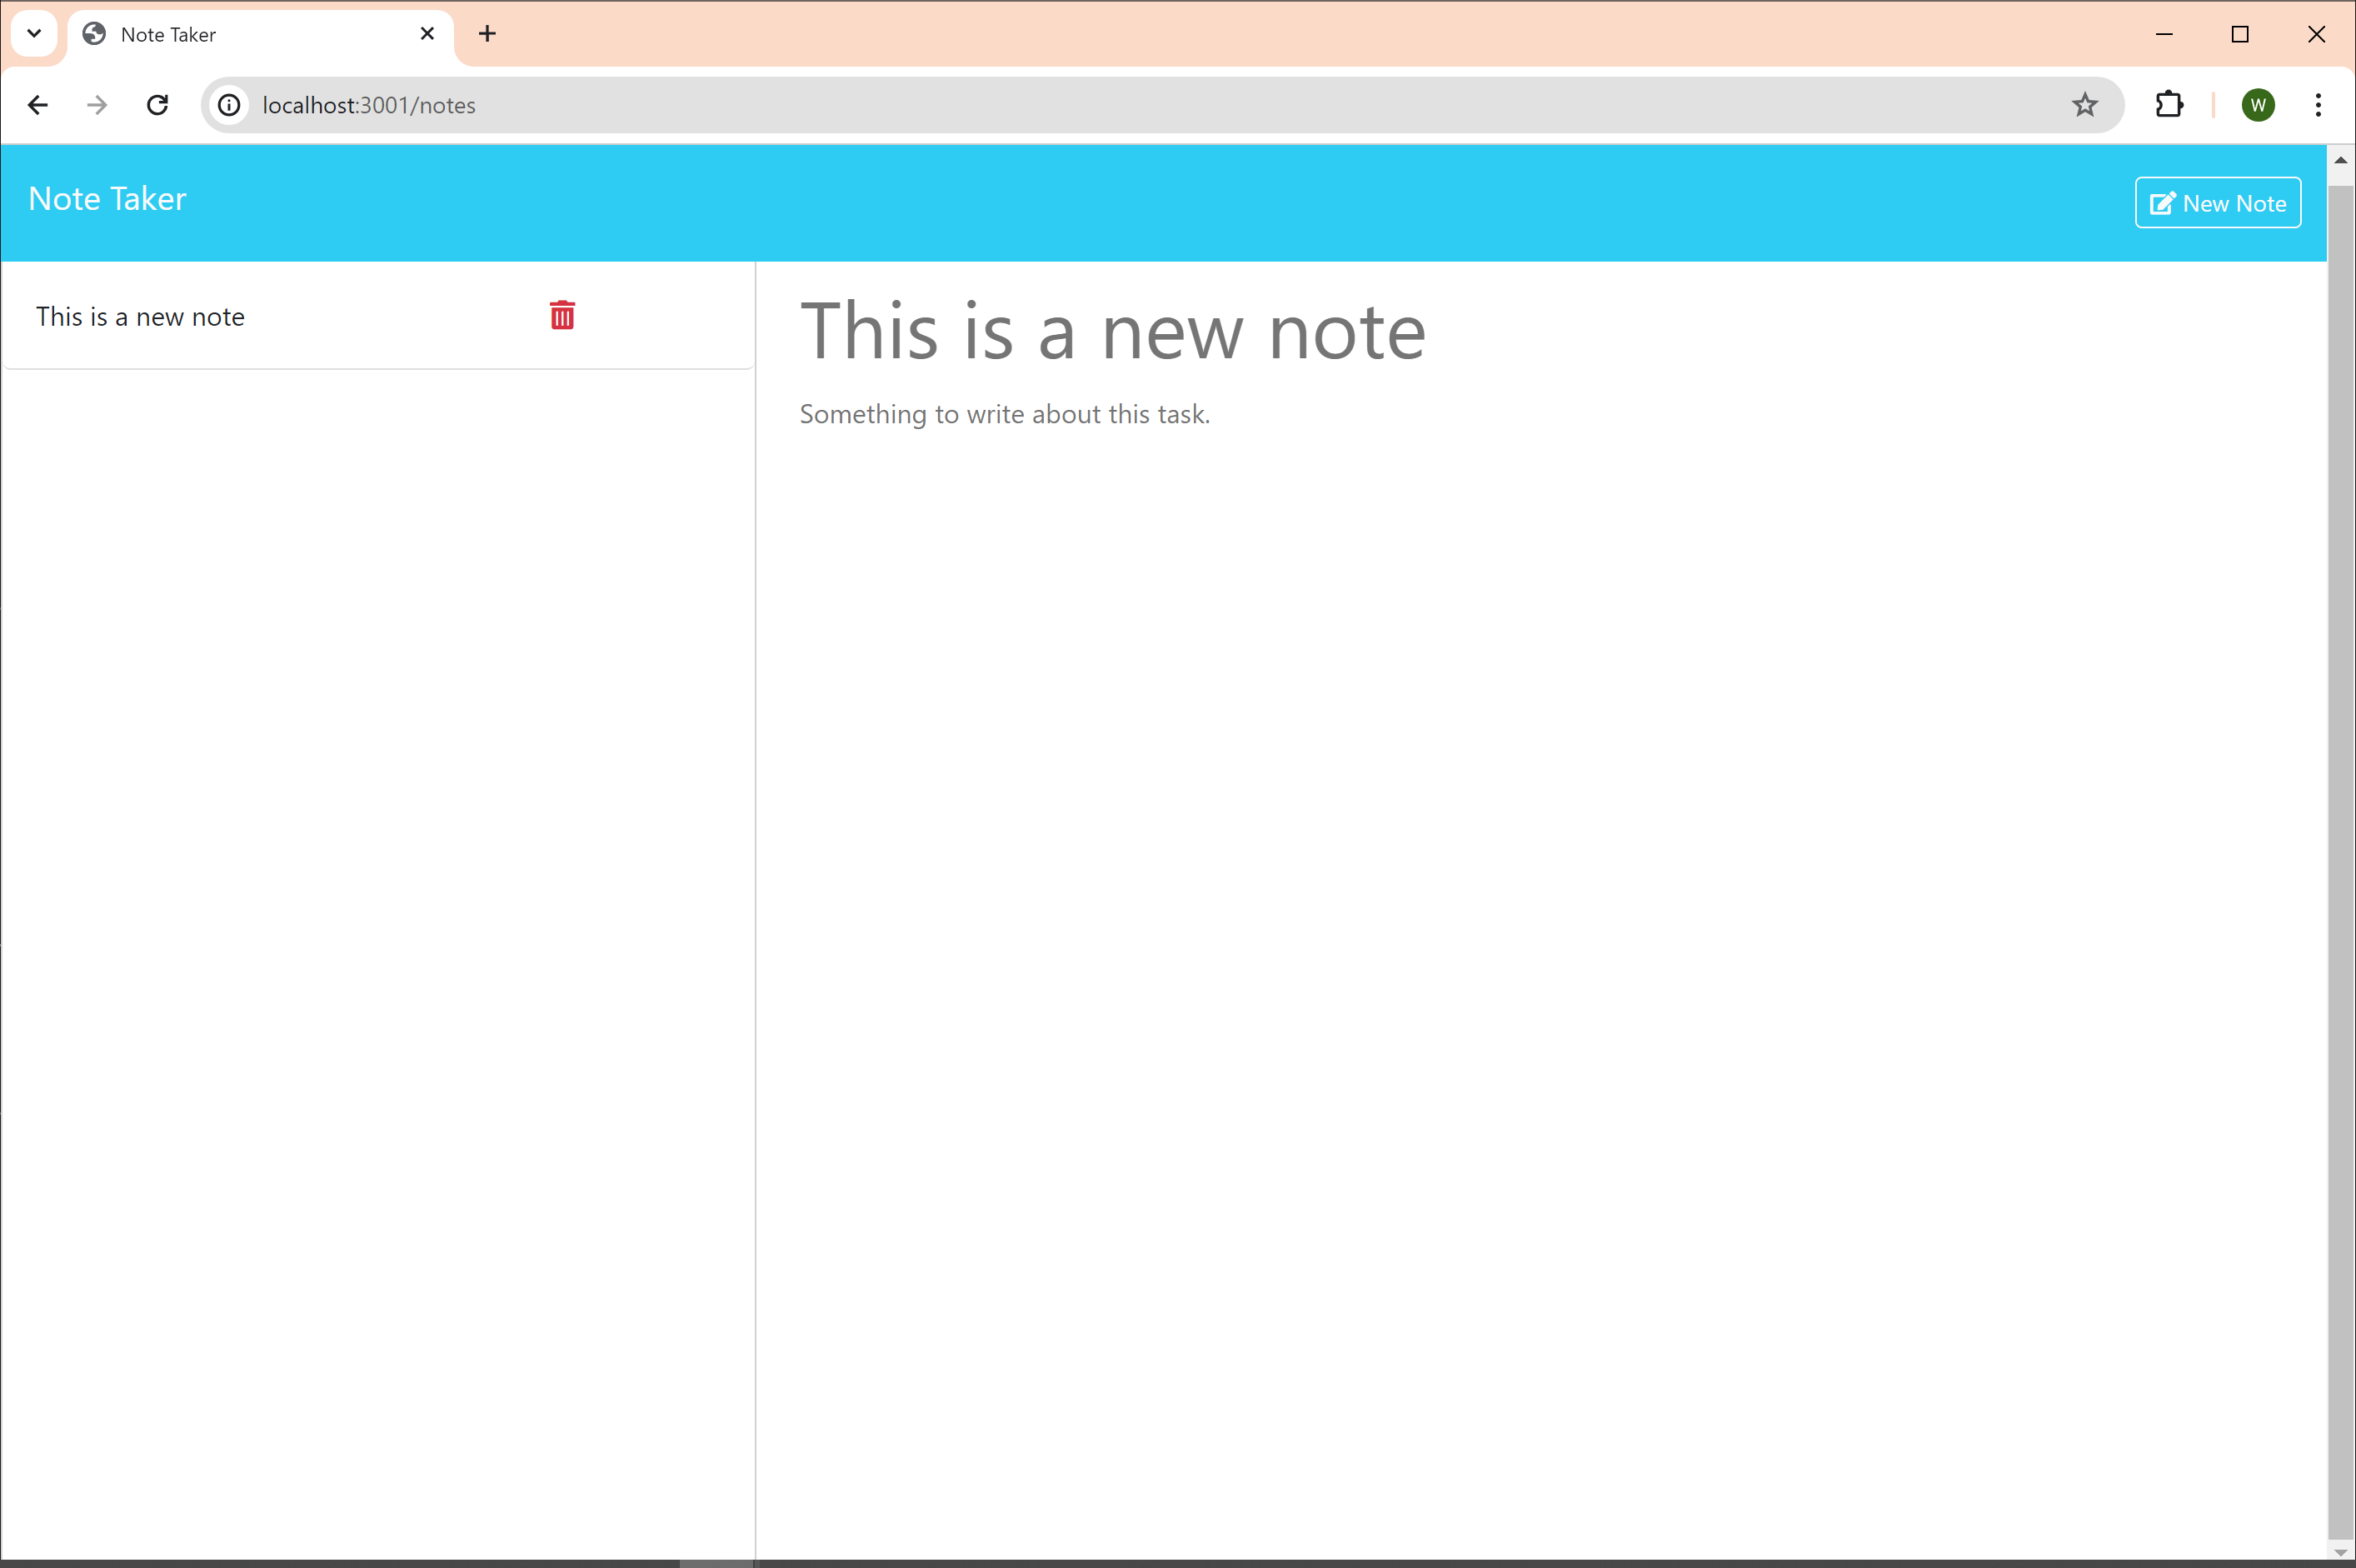 Note Taker
localhost:3001/notes
W
Note Taker
New Note
This is a new note
This is a new note
Something to write about this task.